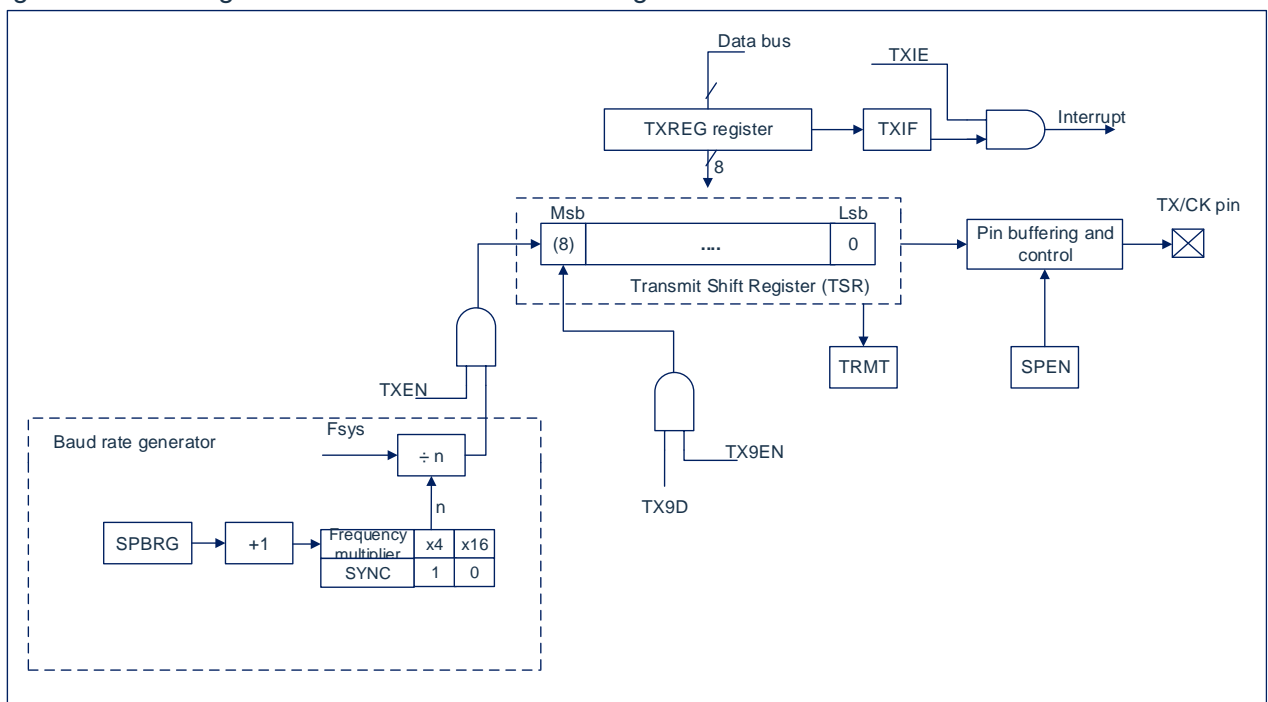 Data bus
TXIE
TXREG register
TXIF
Interrupt
8
Msb
Lsb
TX/CK pin
(8)
....
0
Pin buffering and
control
Transmit Shift Register (TSR)
TRMT
SPEN
TXEN
Fsys
Baud rate generator
÷ n
TX9EN
TX9D
n
SPBRG
+1
Frequency
multiplier
x4
x16
SYNC
1
0